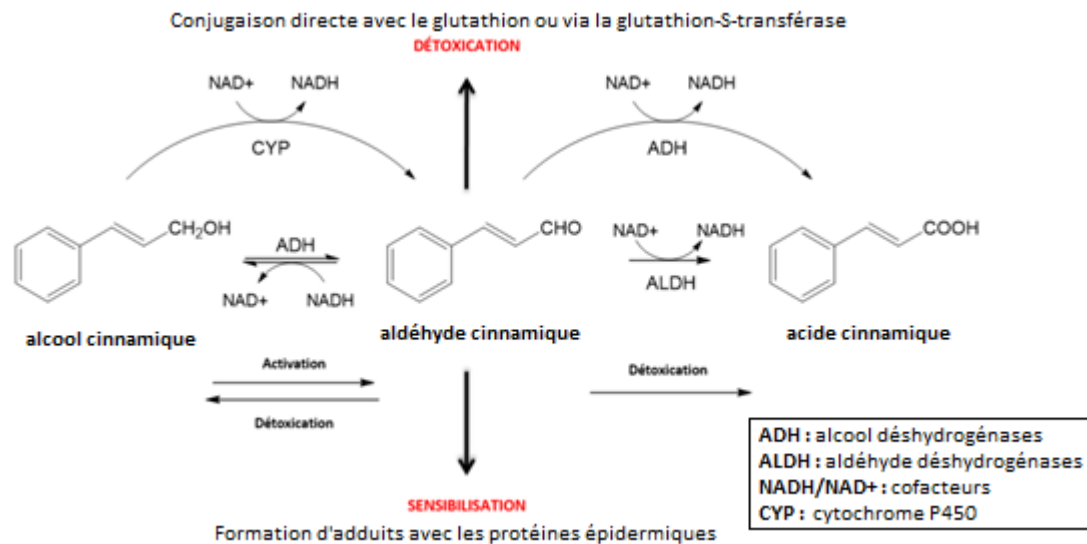 Conjugaison directe avec le glutathion ou via la glutathion-S-transférase
DÉTOXICATION
NAD+ NADH
CYP
NAD+ NADH
ADH
CH2OH
ADH
NAD+ NADH
CHO
NAD+ NADH
ALDH
COOH
alcool cinnamique
aldéhyde cinnamique
acide cinnamique
Activation
Détoxication
Détoxication
SENSIBILISATION
Formation d'adduits avec les protéines épidermiques
ADH : alcool déshydrogénases
ALDH : aldéhyde déshydrogénases
NADH/NAD+ : cofacteurs
CYP : cytochrome P450